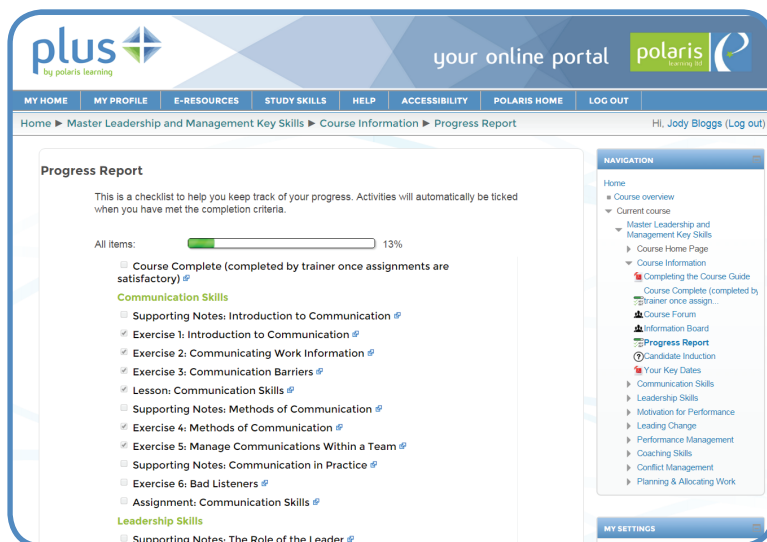 plus
by polaris learning
your online portal
polaris
learning ltd
MY HOME MY PROFILE E-RESOURCES STUDY SKILLS HELP ACCESSIBILITY POLARIS HOME LOG OUT
Home ► Master Leadership and Management Key Skills ► Course Information ► Progress Report
Hi, Jody Bloggs (Log out)
Progress Report
This is a checklist to help you keep track of your progress. Activities will automatically be ticked
when you have met the completion criteria.
All items: 13%
Course Complete (completed by trainer once assignments are
satisfactory)
Communication Skills
Supporting Notes: Introduction to Communication
Exercise 1: Introduction to Communication
Exercise 2: Communicating Work Information
Exercise 3: Communication Barriers
Lesson: Communication Skills
Supporting Notes: Methods of Communication
Exercise 4: Methods of Communication
Exercise 5: Manage Communications Within a Team
Supporting Notes: Communication in Practice
Exercise 6: Bad Listeners
Assignment: Communication Skills
Leadership Skills
Supporting Notes: The Role of the Leader
NAVIGATION
Home
Course overview
Current course
Master Leadership and
Management Key Skills
Course Home Page
Course Information
Completing the Course Guide
Course Complete (completed by
trainer once assign...
Course Forum
Information Board
Progress Report
Candidate Induction
Your Key Dates
Communication Skills
Leadership Skills
Motivation for Performance
Leading Change
Performance Management
Coaching Skills
Conflict Management
Planning & Allocating Work
MY SETTINGS